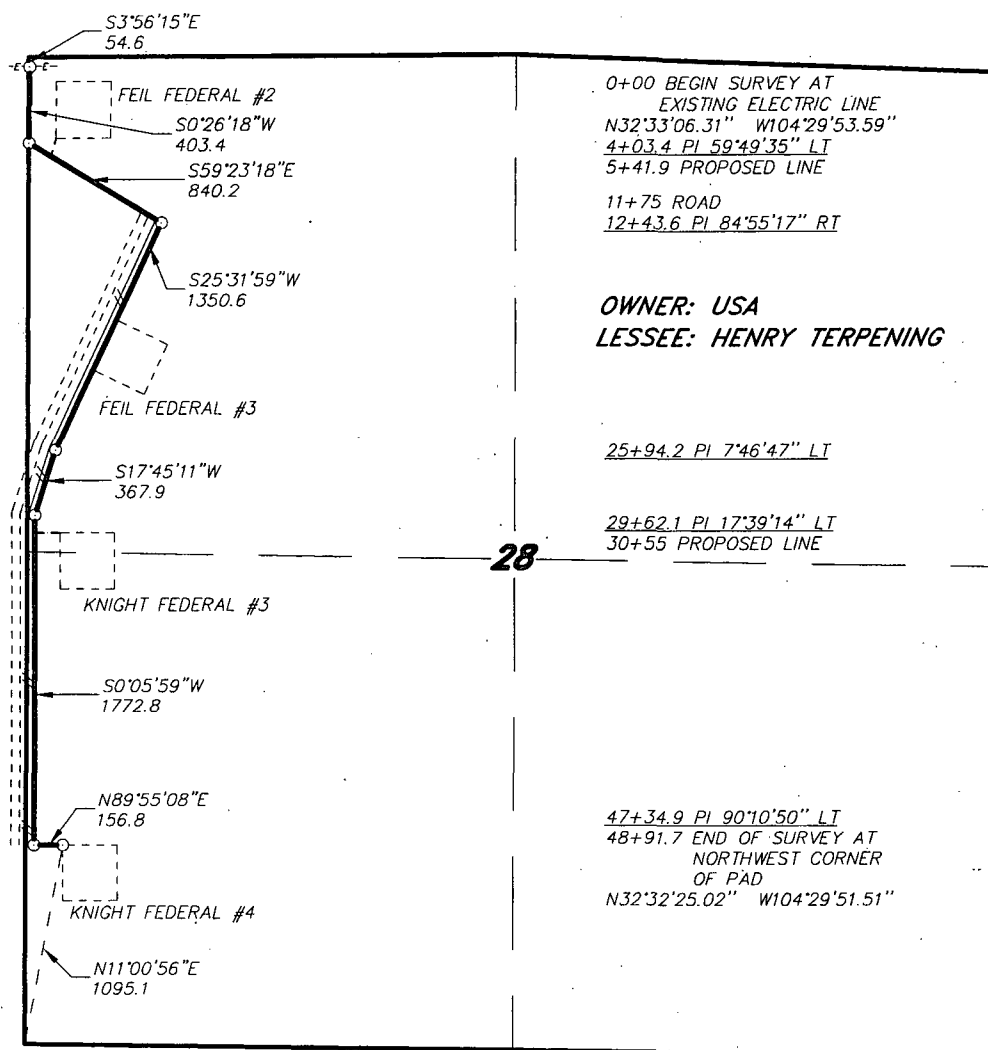 S3°56'15"E
54.6
-E- -E-
FEIL FEDERAL #2
S0°26'18"W
403.4
S59°23'18"E
840.2
S25°31'59"W
1350.6
FEIL FEDERAL #3
S17°45'11"W
367.9
KNIGHT FEDERAL #3
28
S0°05'59"W
1772.8
N89°55'08"E
156.8
KNIGHT FEDERAL #4
N11°00'56"E
1095.1
0+00 BEGIN SURVEY AT
EXISTING ELECTRIC LINE
N32°33'06.31" W104°29'53.59"
4+03.4 PI 59°49'35" LT
5+41.9 PROPOSED LINE
11+75 ROAD
12+43.6 PI 84°55'17" RT
OWNER: USA
LESSEE: HENRY TERPENING
25+94.2 PI 7°46'47" LT
29+62.1 PI 17°39'14" LT
30+55 PROPOSED LINE
47+34.9 PI 90°10'50" LT
48+91.7 END OF SURVEY AT
NORTHWEST CORNER
OF PAD
N32°32'25.02" W104°29'51.51"